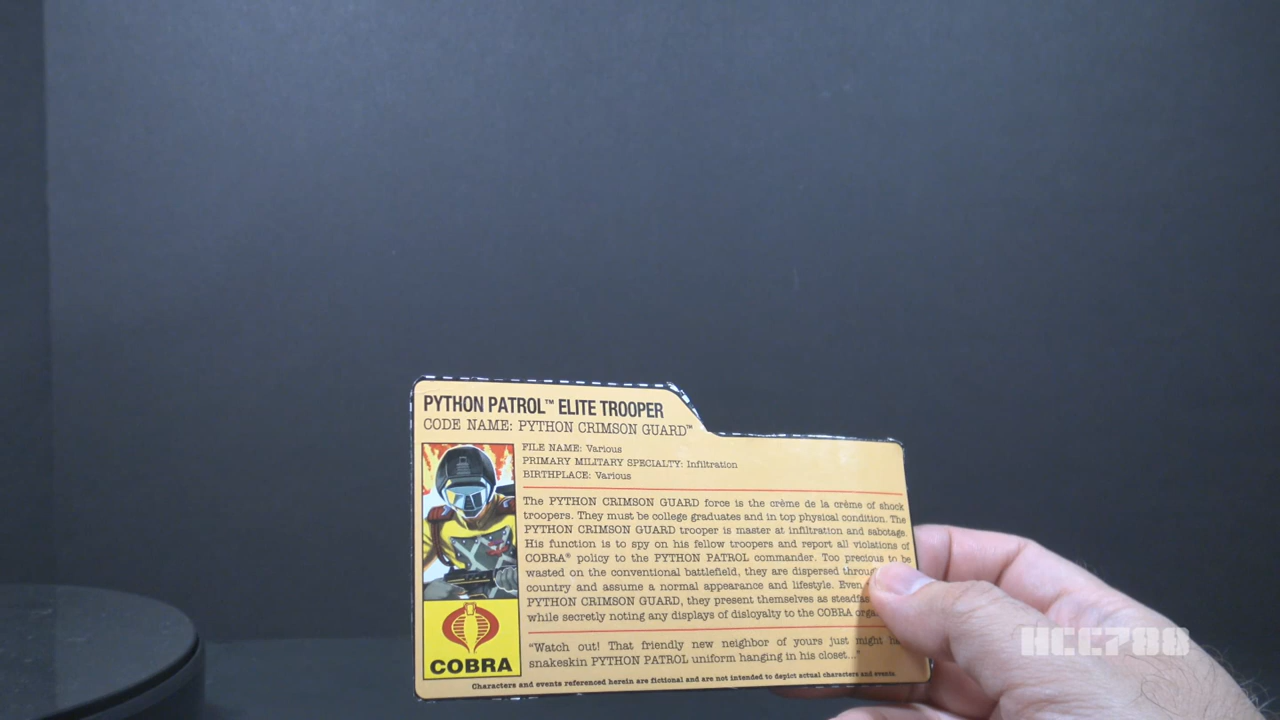 PYTHON PATROL™ ELITE TROOPER
CODE NAME: PYTHON CRIMSON GUARD™
FILE NAME: Various
PRIMARY MILITARY SPECIALTY: Infiltration
BIRTHPLACE: Various
The PYTHON CRIMSON GUARD force is the crème de la crème of shock
troopers. They must be college graduates and in top physical condition. The
PYTHON CRIMSON GUARD trooper is master at infiltration and sabotage.
His function is to spy on his fellow troopers and report all violations of
COBRA® policy to the PYTHON PATROL commander. Too precious to be
wasted on the conventional battlefield, they are dispersed throug
country and assume a normal appearance and lifestyle. Even
PYTHON CRIMSON GUARD, they present themselves as steadfas
while secretly noting any displays of disloyalty to the COBRA orga
"Watch out! That friendly new neighbor of yours just might ha
snakeskin PYTHON PATROL uniform hanging in his closet..."
Characters and events referenced herein are fictional and are not intended to depict actual characters and events.
COBRA
HCC788